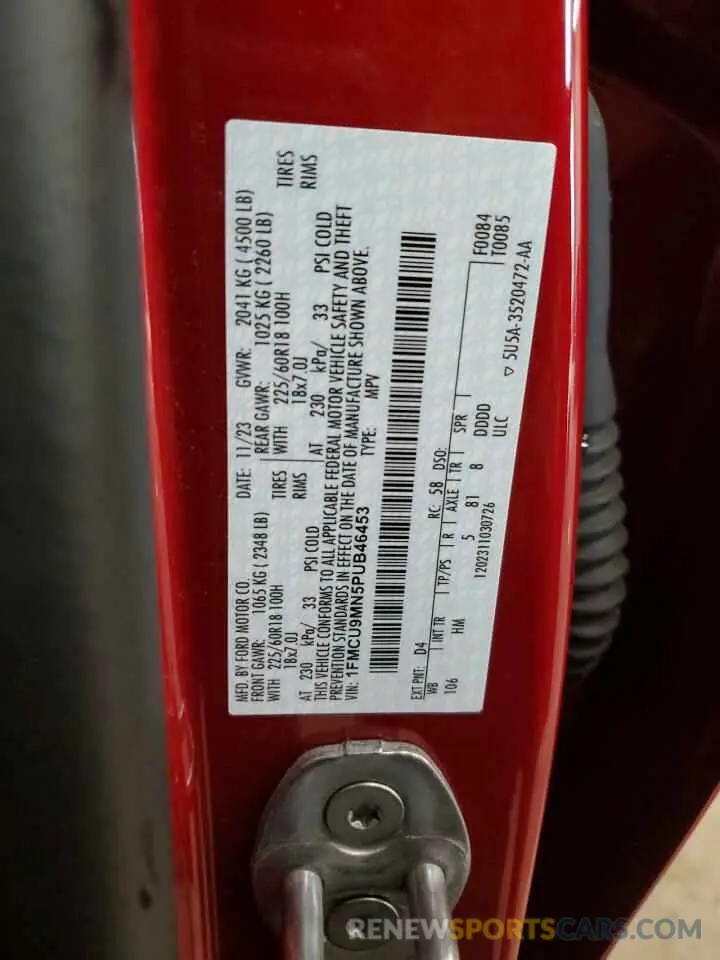 MFD. BY FORD MOTOR CO.
DATE: 11/23 GVWR: 2041 KG ( 4500 LB)
FRONT GAWR: 1065 KG ( 2348 LB)
REAR GAWR: 1025 KG ( 2260 LB)
WITH 225/60R18 100H TIRES
WITH 225/60R18 100H TIRES
18x7.0J RIMS
18x7.0J RIMS
AT 230 kPa/ 33 PSI COLD
AT 230 kPa/ 33 PSI COLD
THIS VEHICLE CONFORMS TO ALL APPLICABLE FEDERAL MOTOR VEHICLE SAFETY AND THEFT
PREVENTION STANDARDS IN EFFECT ON THE DATE OF MANUFACTURE SHOWN ABOVE.
VIN: 1FMCU9MN5PUB46453
TYPE: MPV
EXT PNT: D4 RC: 58 DSO:
F0084
T0085
WB INT TR TP/PS R AXLE TR SPR
106 HM 5 81 8 DDDD
1202311030726 ULC
▽ 5U5A-3520472-AA
RENEWSPORTSCARS.COM